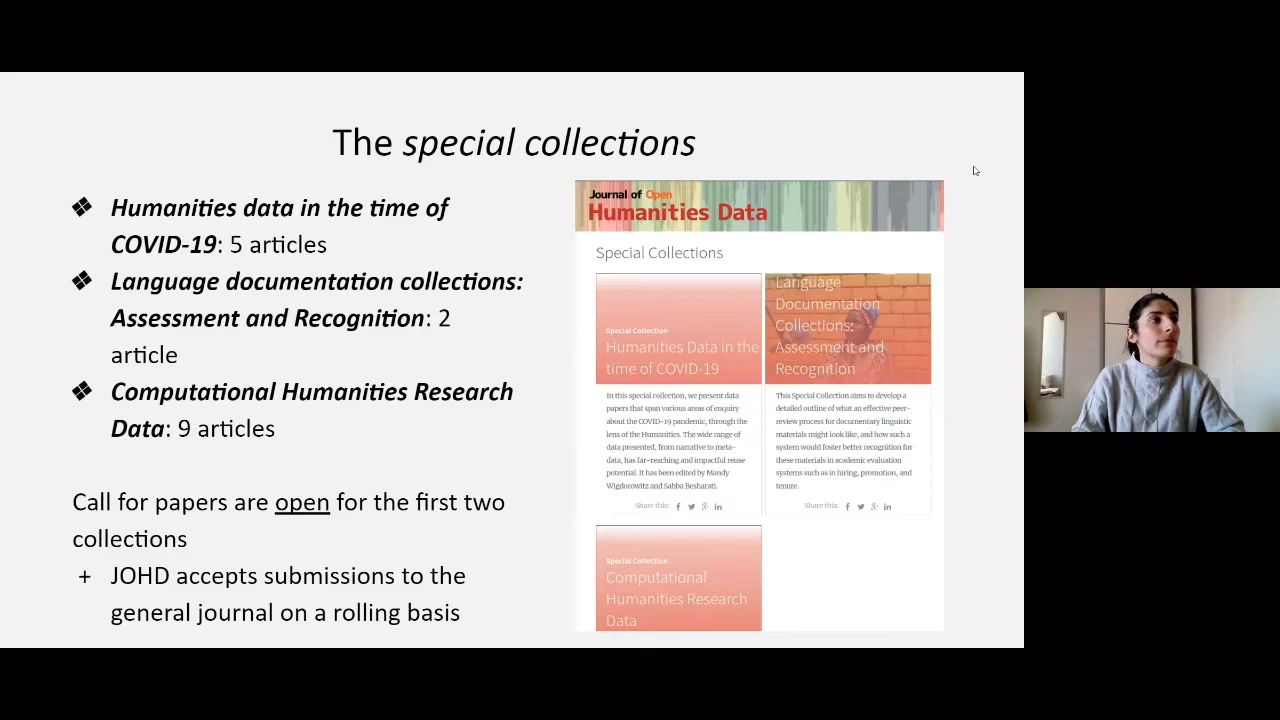 The special collections
❖ Humanities data in the time of
COVID-19: 5 articles
❖ Language documentation collections:
Assessment and Recognition: 2
article
❖ Computational Humanities Research
Data: 9 articles
Call for papers are open for the first two
collections
+ JOHD accepts submissions to the
general journal on a rolling basis
Journal of Open
Humanities Data
Special Collections
Special Collection
Humanities Data in the
time of COVID-19
In this special collection, we present data
papers that span various areas of enquiry
about the COVID-19 pandemic, through the
lens of the Humanities. The wide range of
data presented, from narrative to meta-
data, has far-reaching and impactful reuse
potential. It has been edited by Mandy
Wigdorowitz and Sahba Besharati.
Share this:
Language
Documentation
Collections:
Assessment and
Recognition
This Special Collection aims to develop a
detailed outline of what an effective peer-
review process for documentary linguistic
materials might look like, and how such a
system would foster better recognition for
these materials in academic evaluation
systems such as in hiring, promotion, and
tenure.
Share this:
Special Collection
Computational
Humanities Research
Data